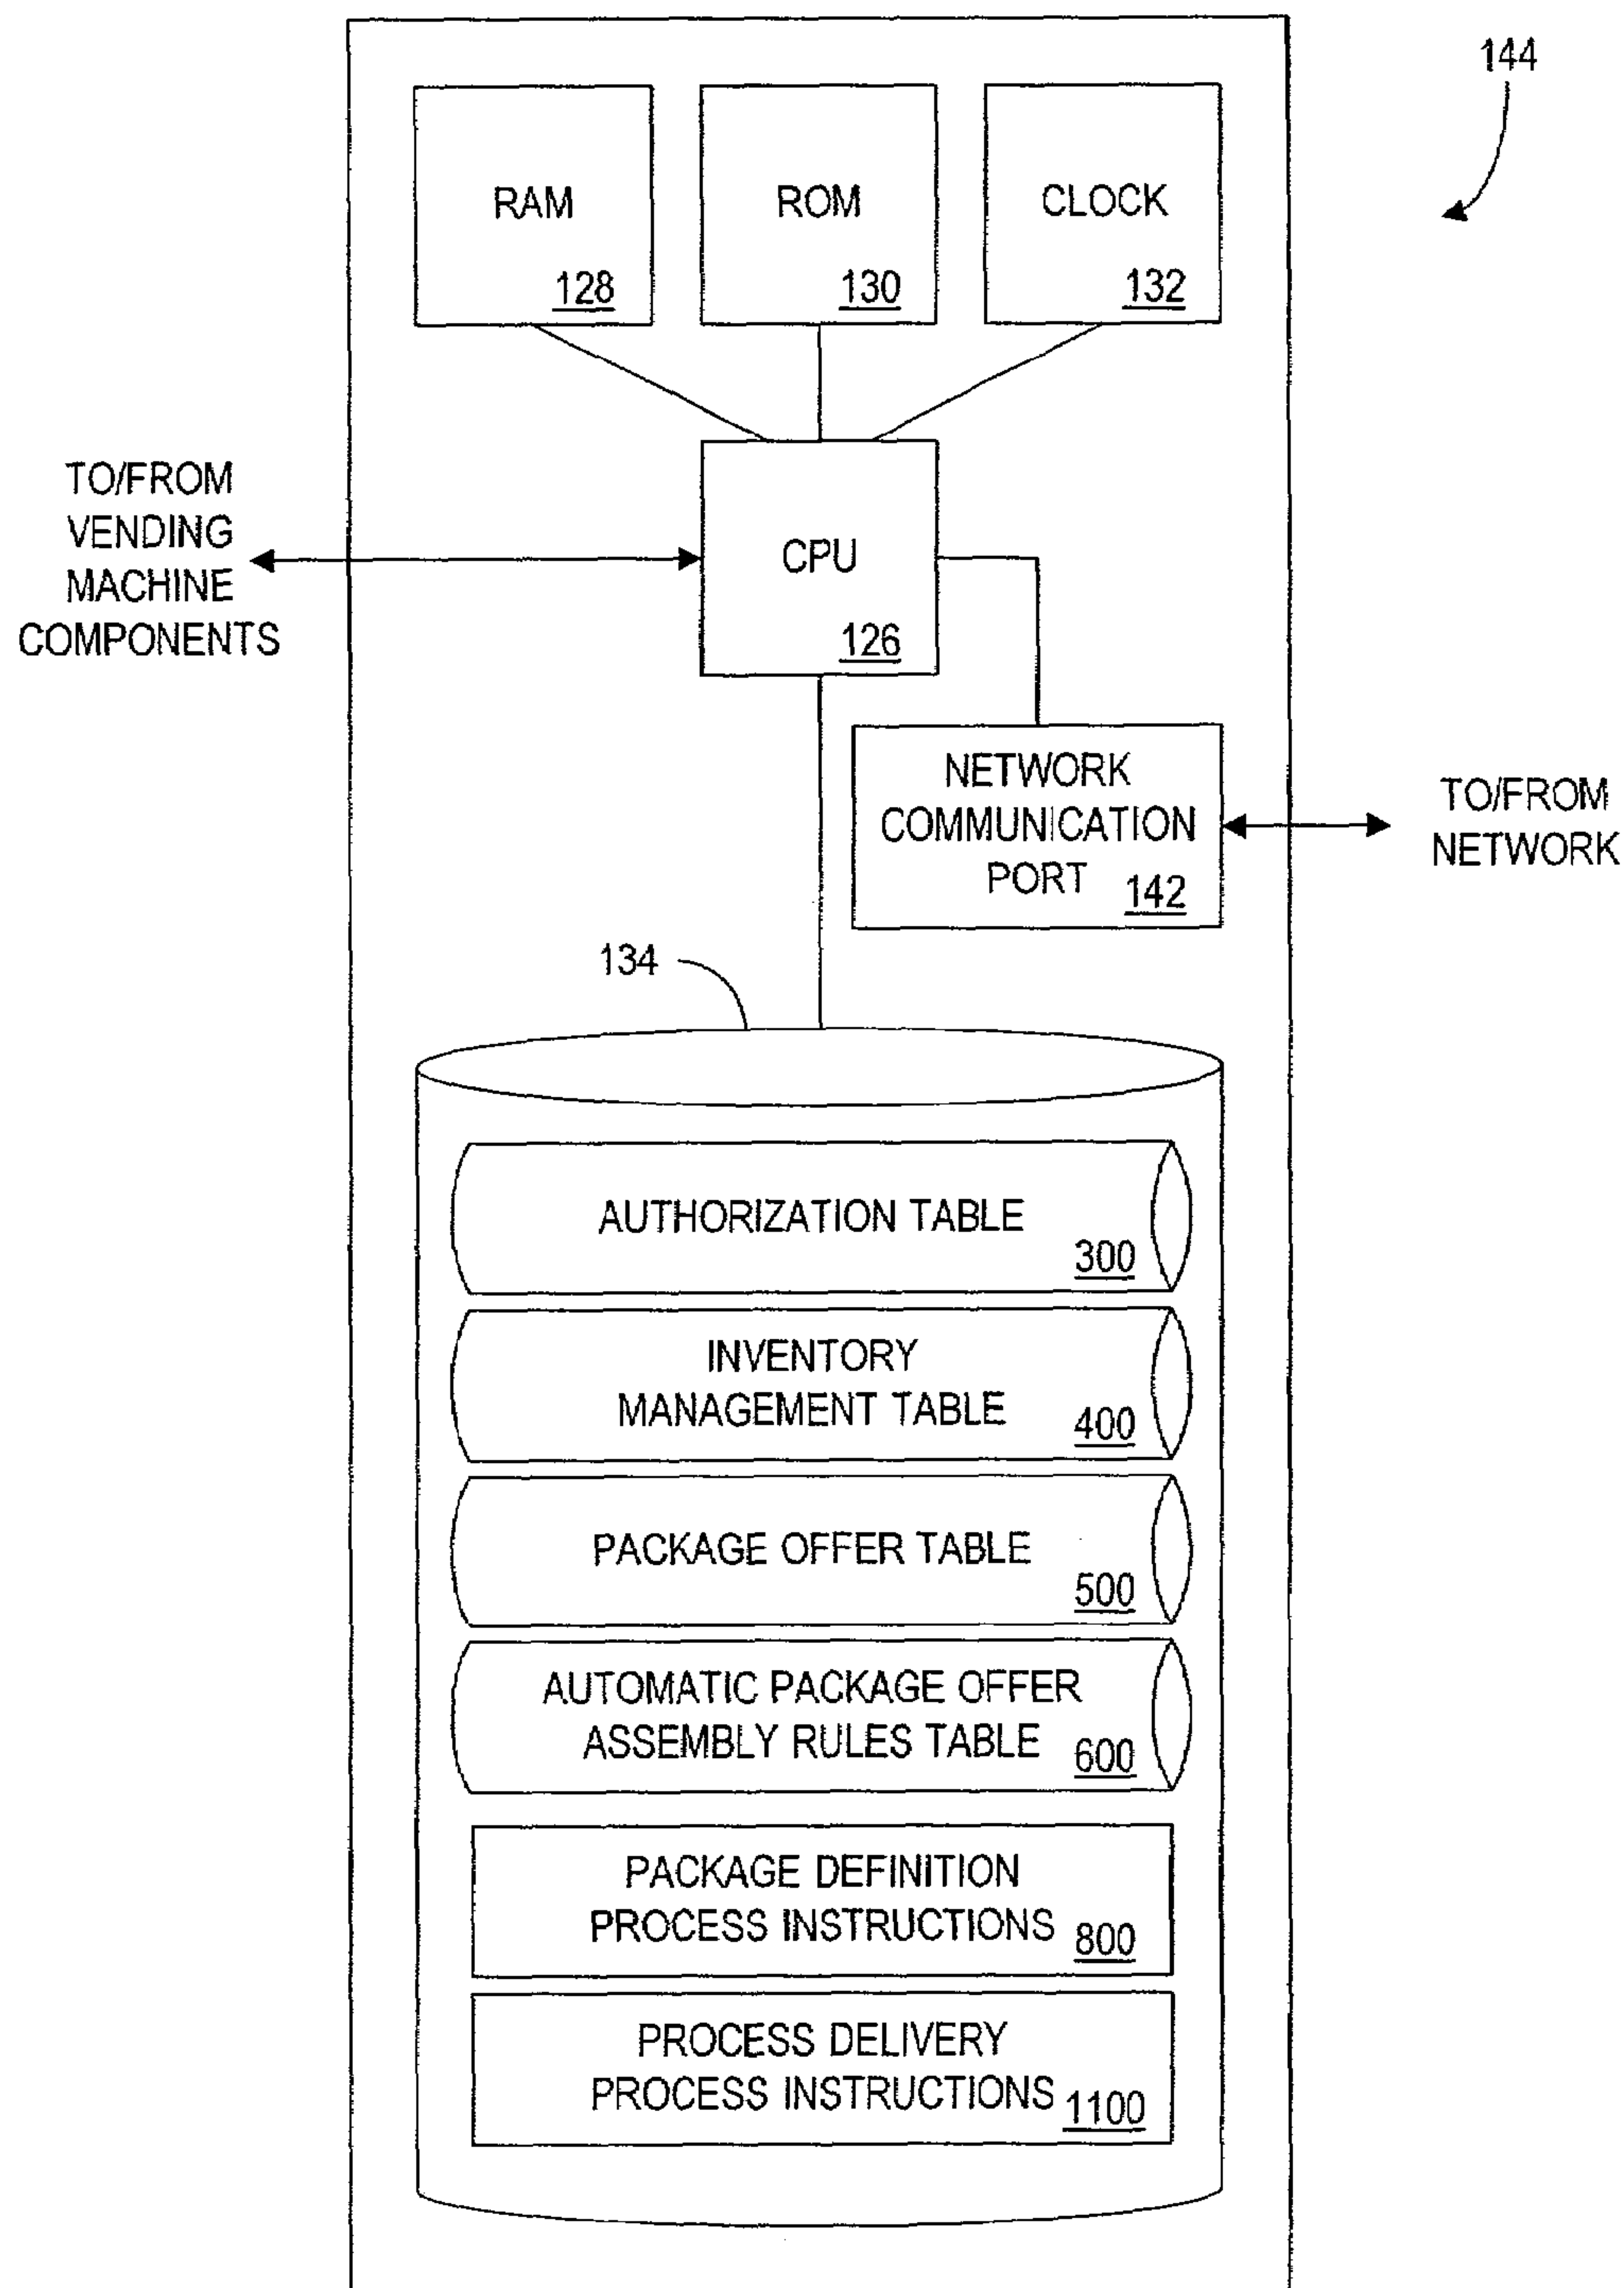 144
RAM
128
ROM
130
CLOCK
132
TO/FROM
VENDING
MACHINE
COMPONENTS
CPU
126
NETWORK
COMMUNICATION
PORT
142
TO/FROM
NETWORK
134
AUTHORIZATION TABLE
300
INVENTORY
MANAGEMENT TABLE
400
PACKAGE OFFER TABLE
500
AUTOMATIC PACKAGE OFFER
ASSEMBLY RULES TABLE
600
PACKAGE DEFINITION
PROCESS INSTRUCTIONS
800
PROCESS DELIVERY
PROCESS INSTRUCTIONS
1100